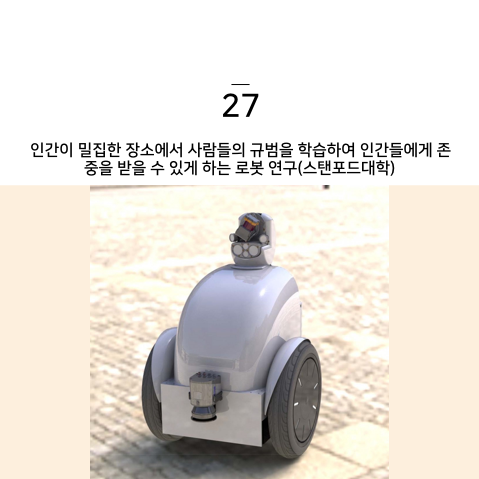 27
인간이 밀집한 장소에서 사람들의 규범을 학습하여 인간들에게 존
중을 받을 수 있게 하는 로봇 연구(스탠포드대학)